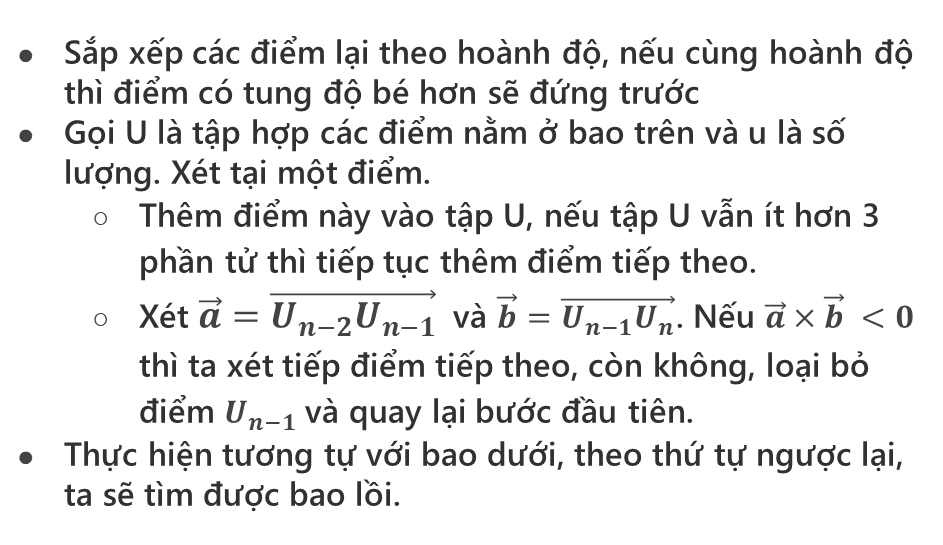 ● Sắp xếp các điểm lại theo hoành độ, nếu cùng hoành độ
thì điểm có tung độ bé hơn sẽ đứng trước
● Gọi U là tập hợp các điểm nằm ở bao trên và u là số
lượng. Xét tại một điểm.
○ Thêm điểm này vào tập U, nếu tập U vẫn ít hơn 3
phần tử thì tiếp tục thêm điểm tiếp theo.
○ Xét $\vec{a} = \overrightarrow{U_{n-2}U_{n-1}}$ và $\vec{b} = \overrightarrow{U_{n-1}U_n}$. Nếu $\vec{a} \times \vec{b} < 0$
thì ta xét tiếp điểm tiếp theo, còn không, loại bỏ
điểm $U_{n-1}$ và quay lại bước đầu tiên.
● Thực hiện tương tự với bao dưới, theo thứ tự ngược lại,
ta sẽ tìm được bao lồi.